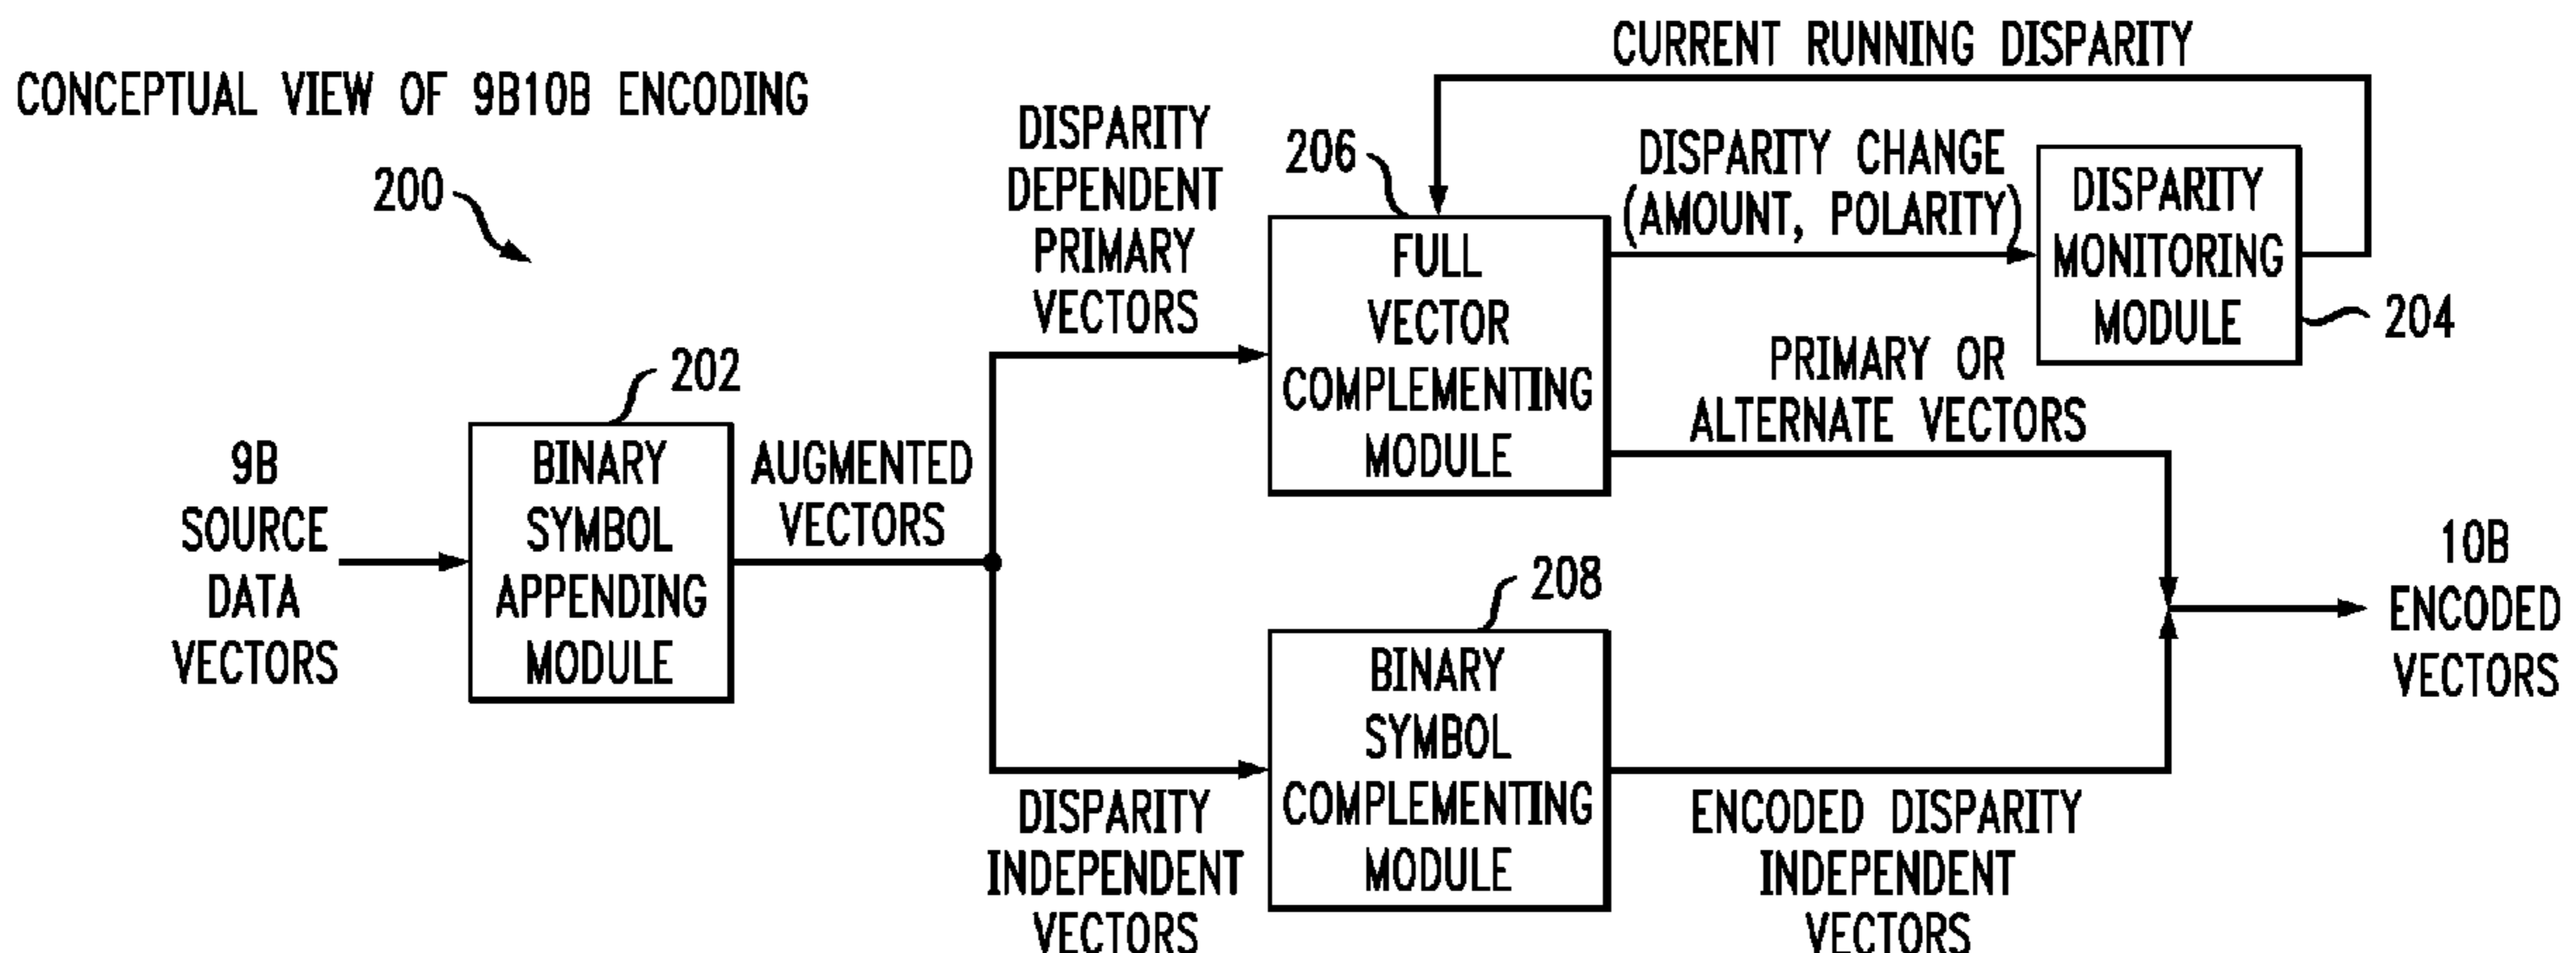 CONCEPTUAL VIEW OF 9B10B ENCODING
200
9B
SOURCE
DATA
VECTORS
202
BINARY
SYMBOL
APPENDING
MODULE
AUGMENTED
VECTORS
DISPARITY
DEPENDENT
PRIMARY
VECTORS
DISPARITY
INDEPENDENT
VECTORS
206
FULL
VECTOR
COMPLEMENTING
MODULE
208
BINARY
SYMBOL
COMPLEMENTING
MODULE
CURRENT RUNNING DISPARITY
DISPARITY CHANGE
(AMOUNT, POLARITY)
DISPARITY
MONITORING
MODULE
204
PRIMARY OR
ALTERNATE VECTORS
ENCODED DISPARITY
INDEPENDENT
VECTORS
10B
ENCODED
VECTORS